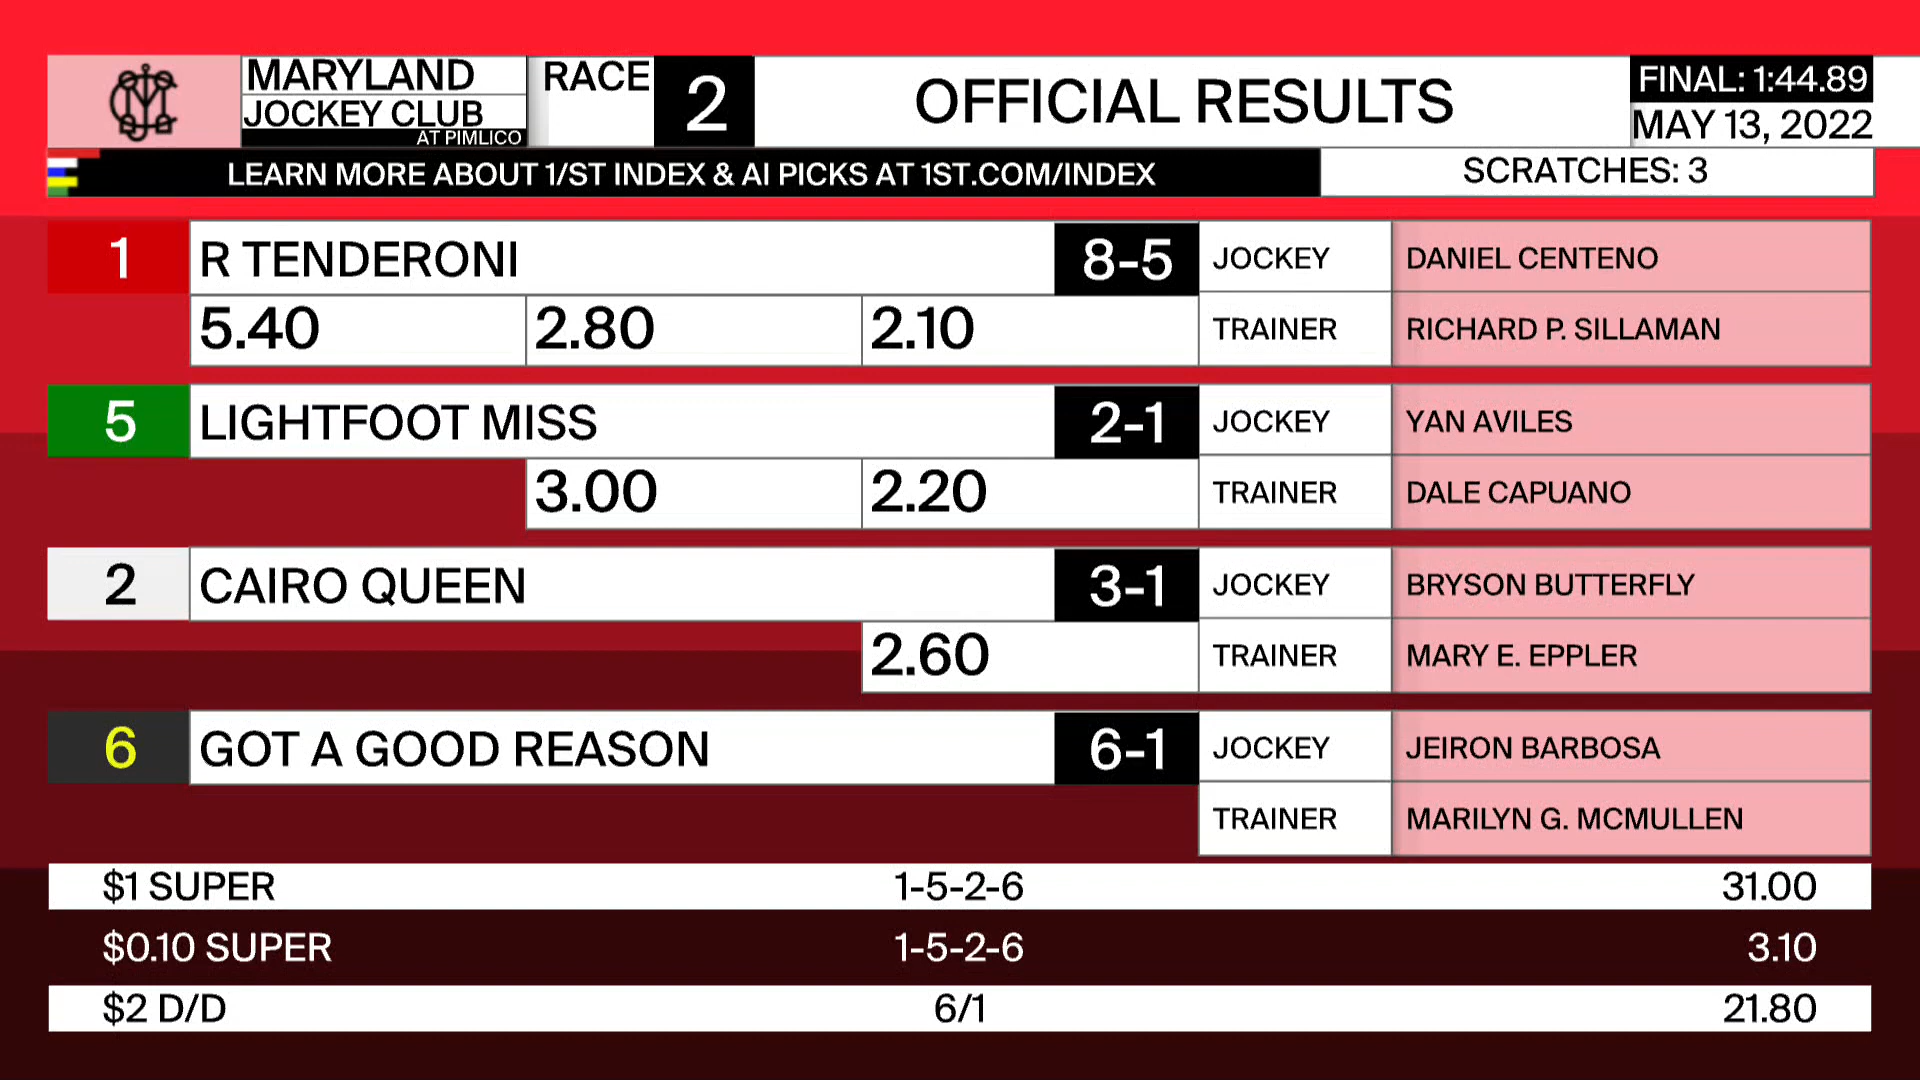 MARYLAND
JOCKEY CLUB
AT PIMLICO
RACE 2
OFFICIAL RESULTS
FINAL: 1:44.89
MAY 13, 2022
LEARN MORE ABOUT 1/ST INDEX & AI PICKS AT 1ST.COM/INDEX
SCRATCHES: 3
1 R TENDERONI 8-5 JOCKEY DANIEL CENTENO
5.40 2.80 2.10 TRAINER RICHARD P. SILLAMAN
5 LIGHTFOOT MISS 2-1 JOCKEY YAN AVILES
3.00 2.20 TRAINER DALE CAPUANO
2 CAIRO QUEEN 3-1 JOCKEY BRYSON BUTTERFLY
2.60 TRAINER MARY E. EPPLER
6 GOT A GOOD REASON 6-1 JOCKEY JEIRON BARBOSA
TRAINER MARILYN G. MCMULLEN
$1 SUPER 1-5-2-6 31.00
$0.10 SUPER 1-5-2-6 3.10
$2 D/D 6/1 21.80